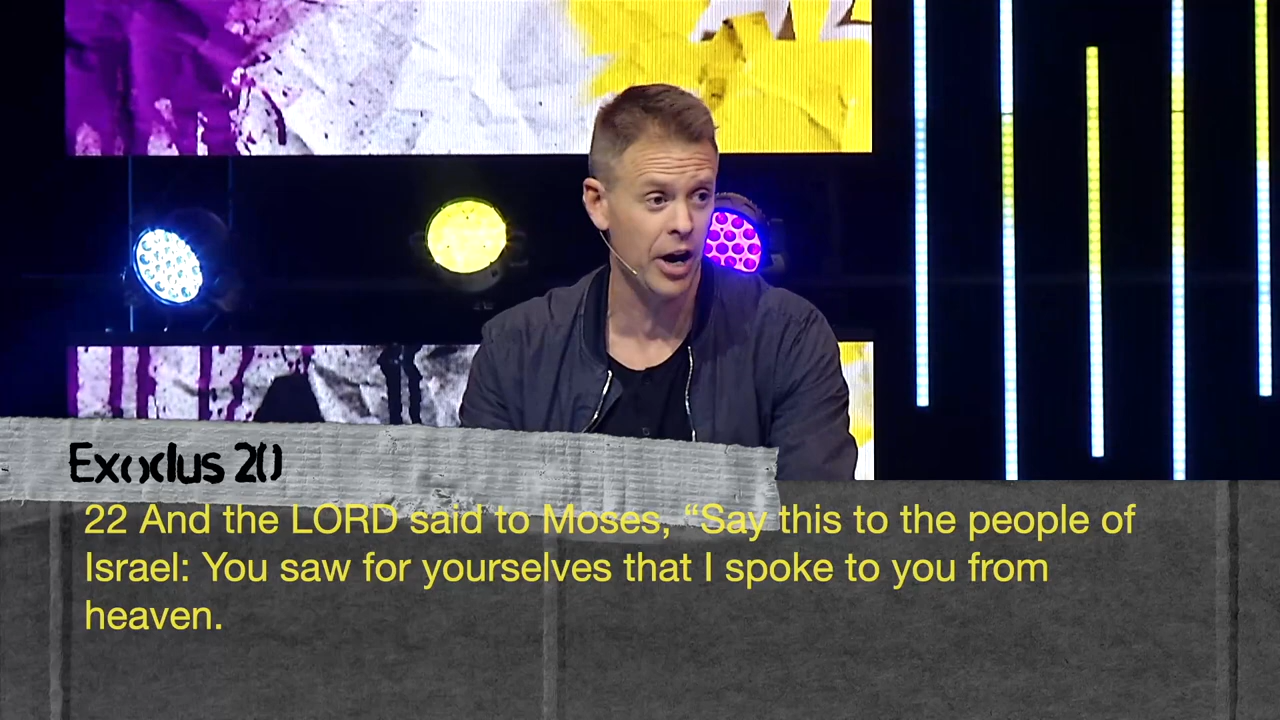 Exodus 20
22 And the LORD said to Moses, “Say this to the people of
Israel: You saw for yourselves that I spoke to you from
heaven.